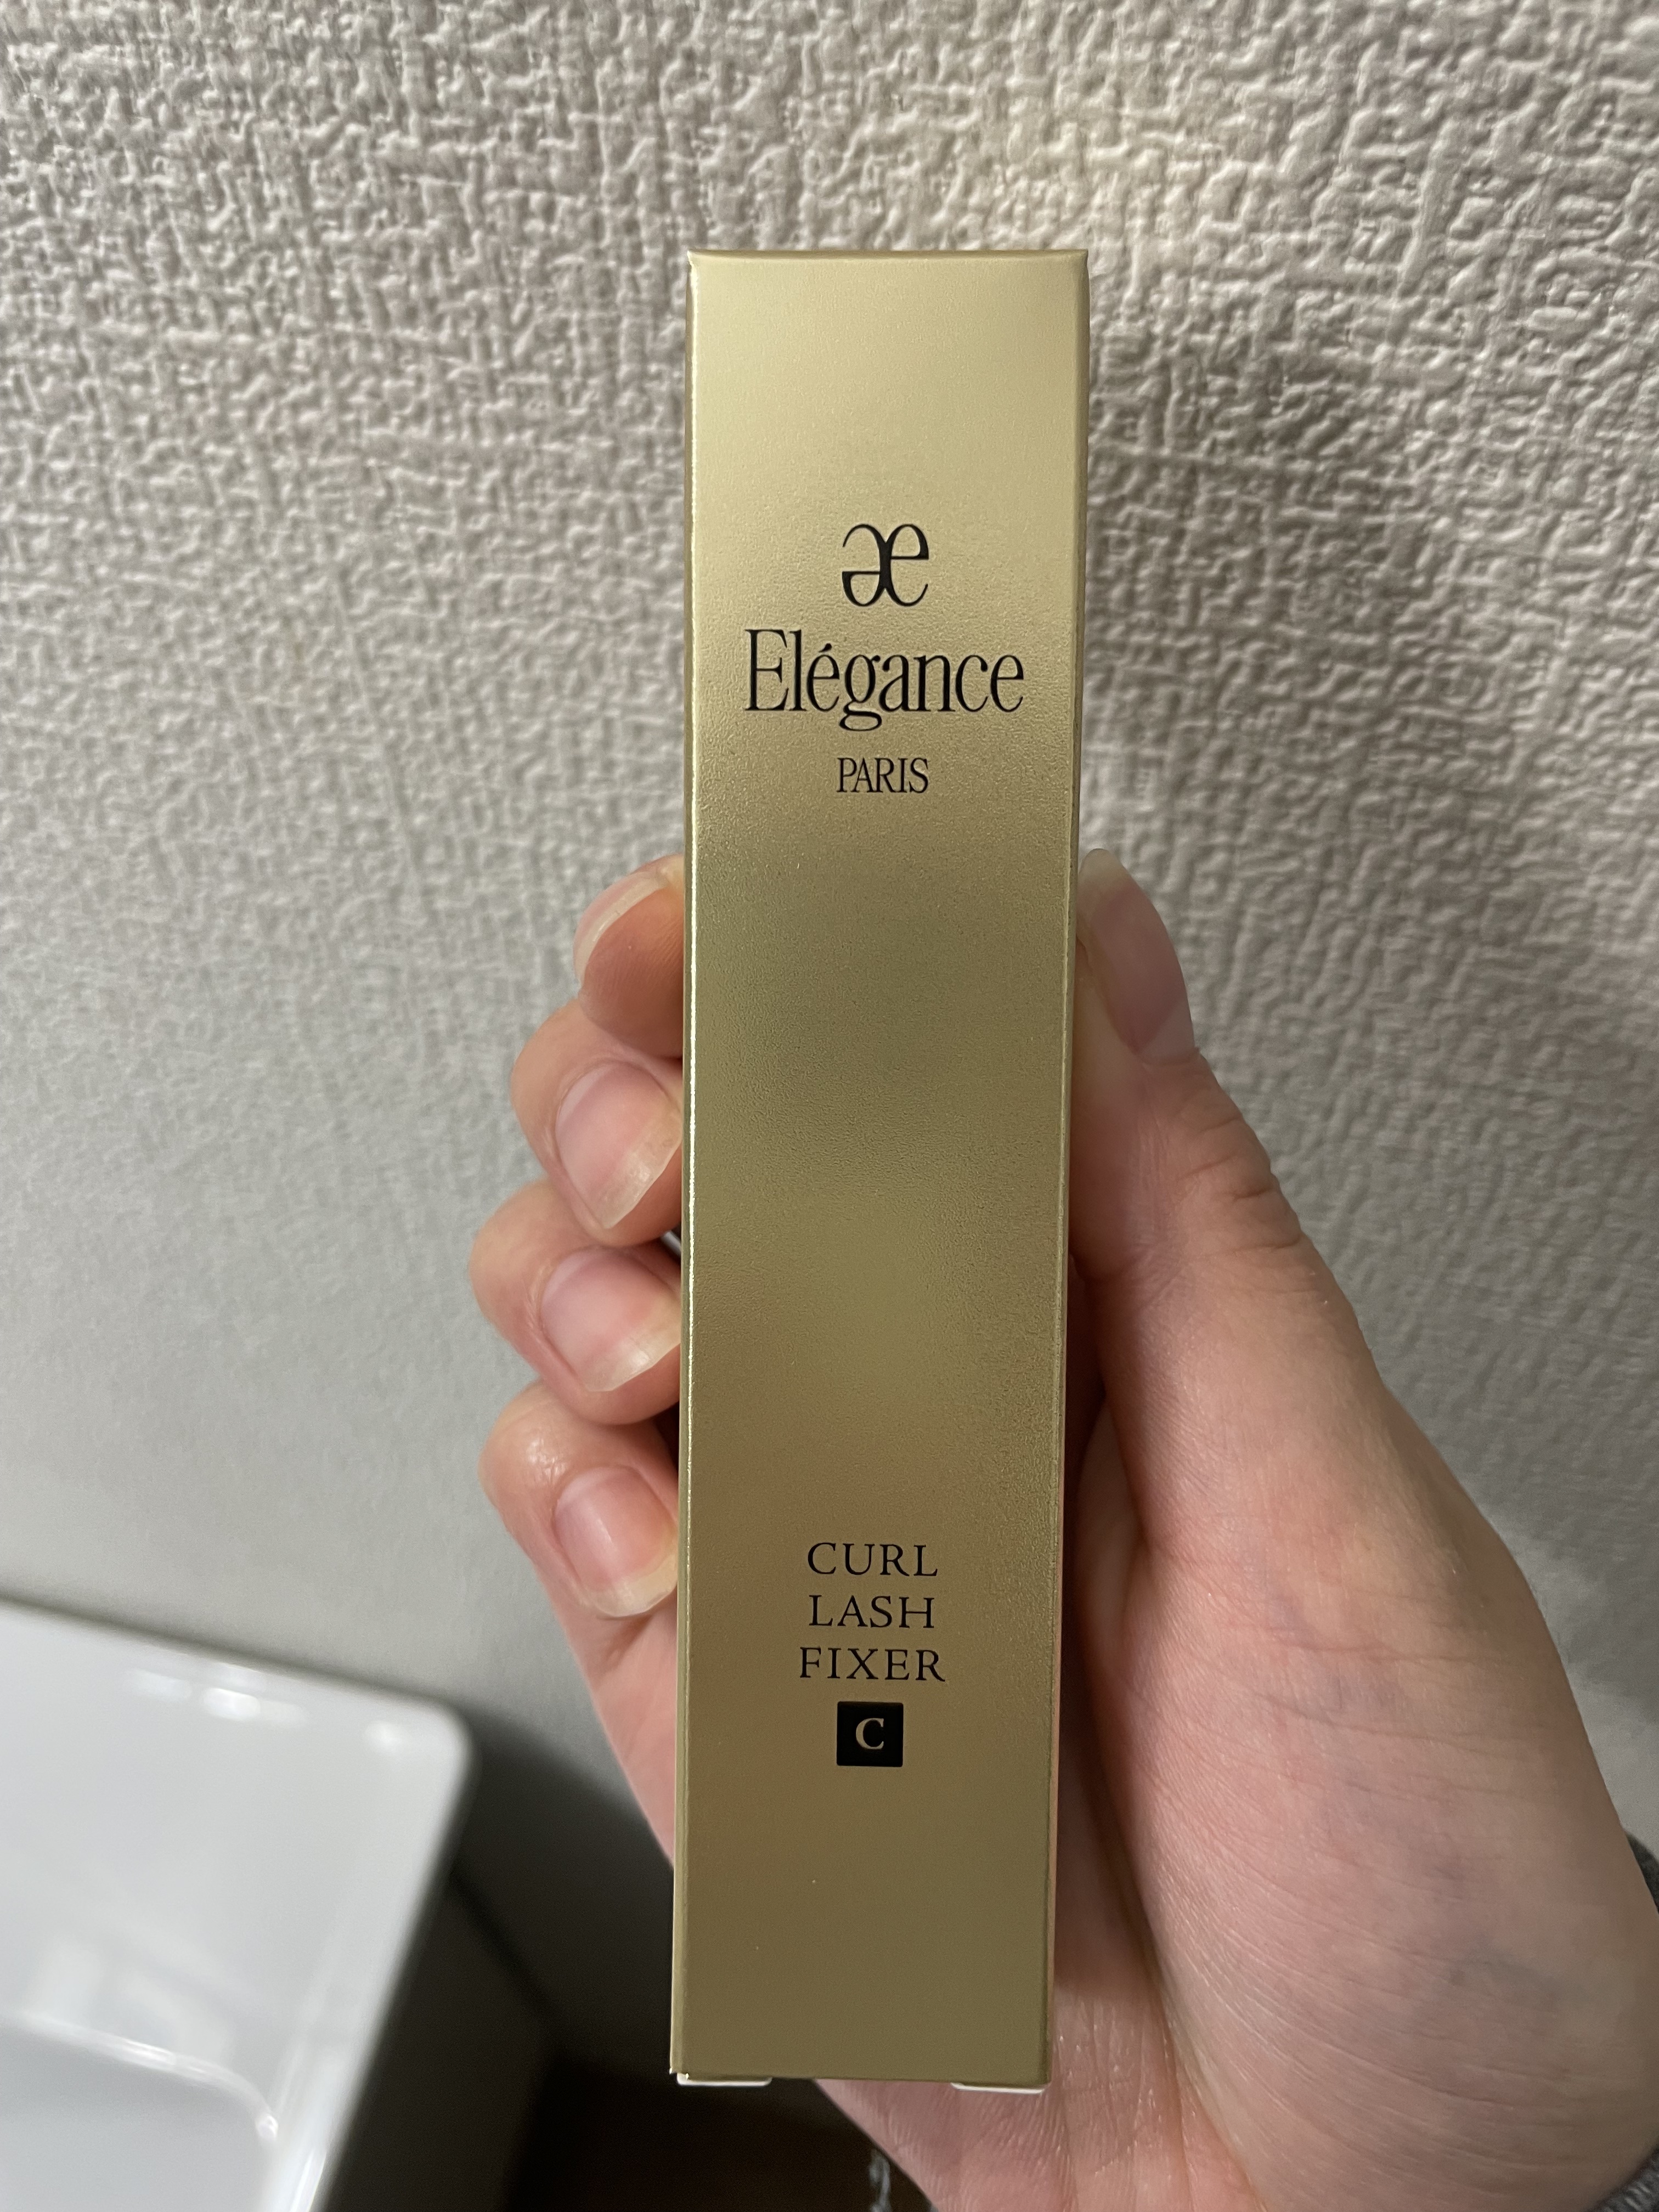 æ
Elégance
PARIS
CURL
LASH
FIXER
C